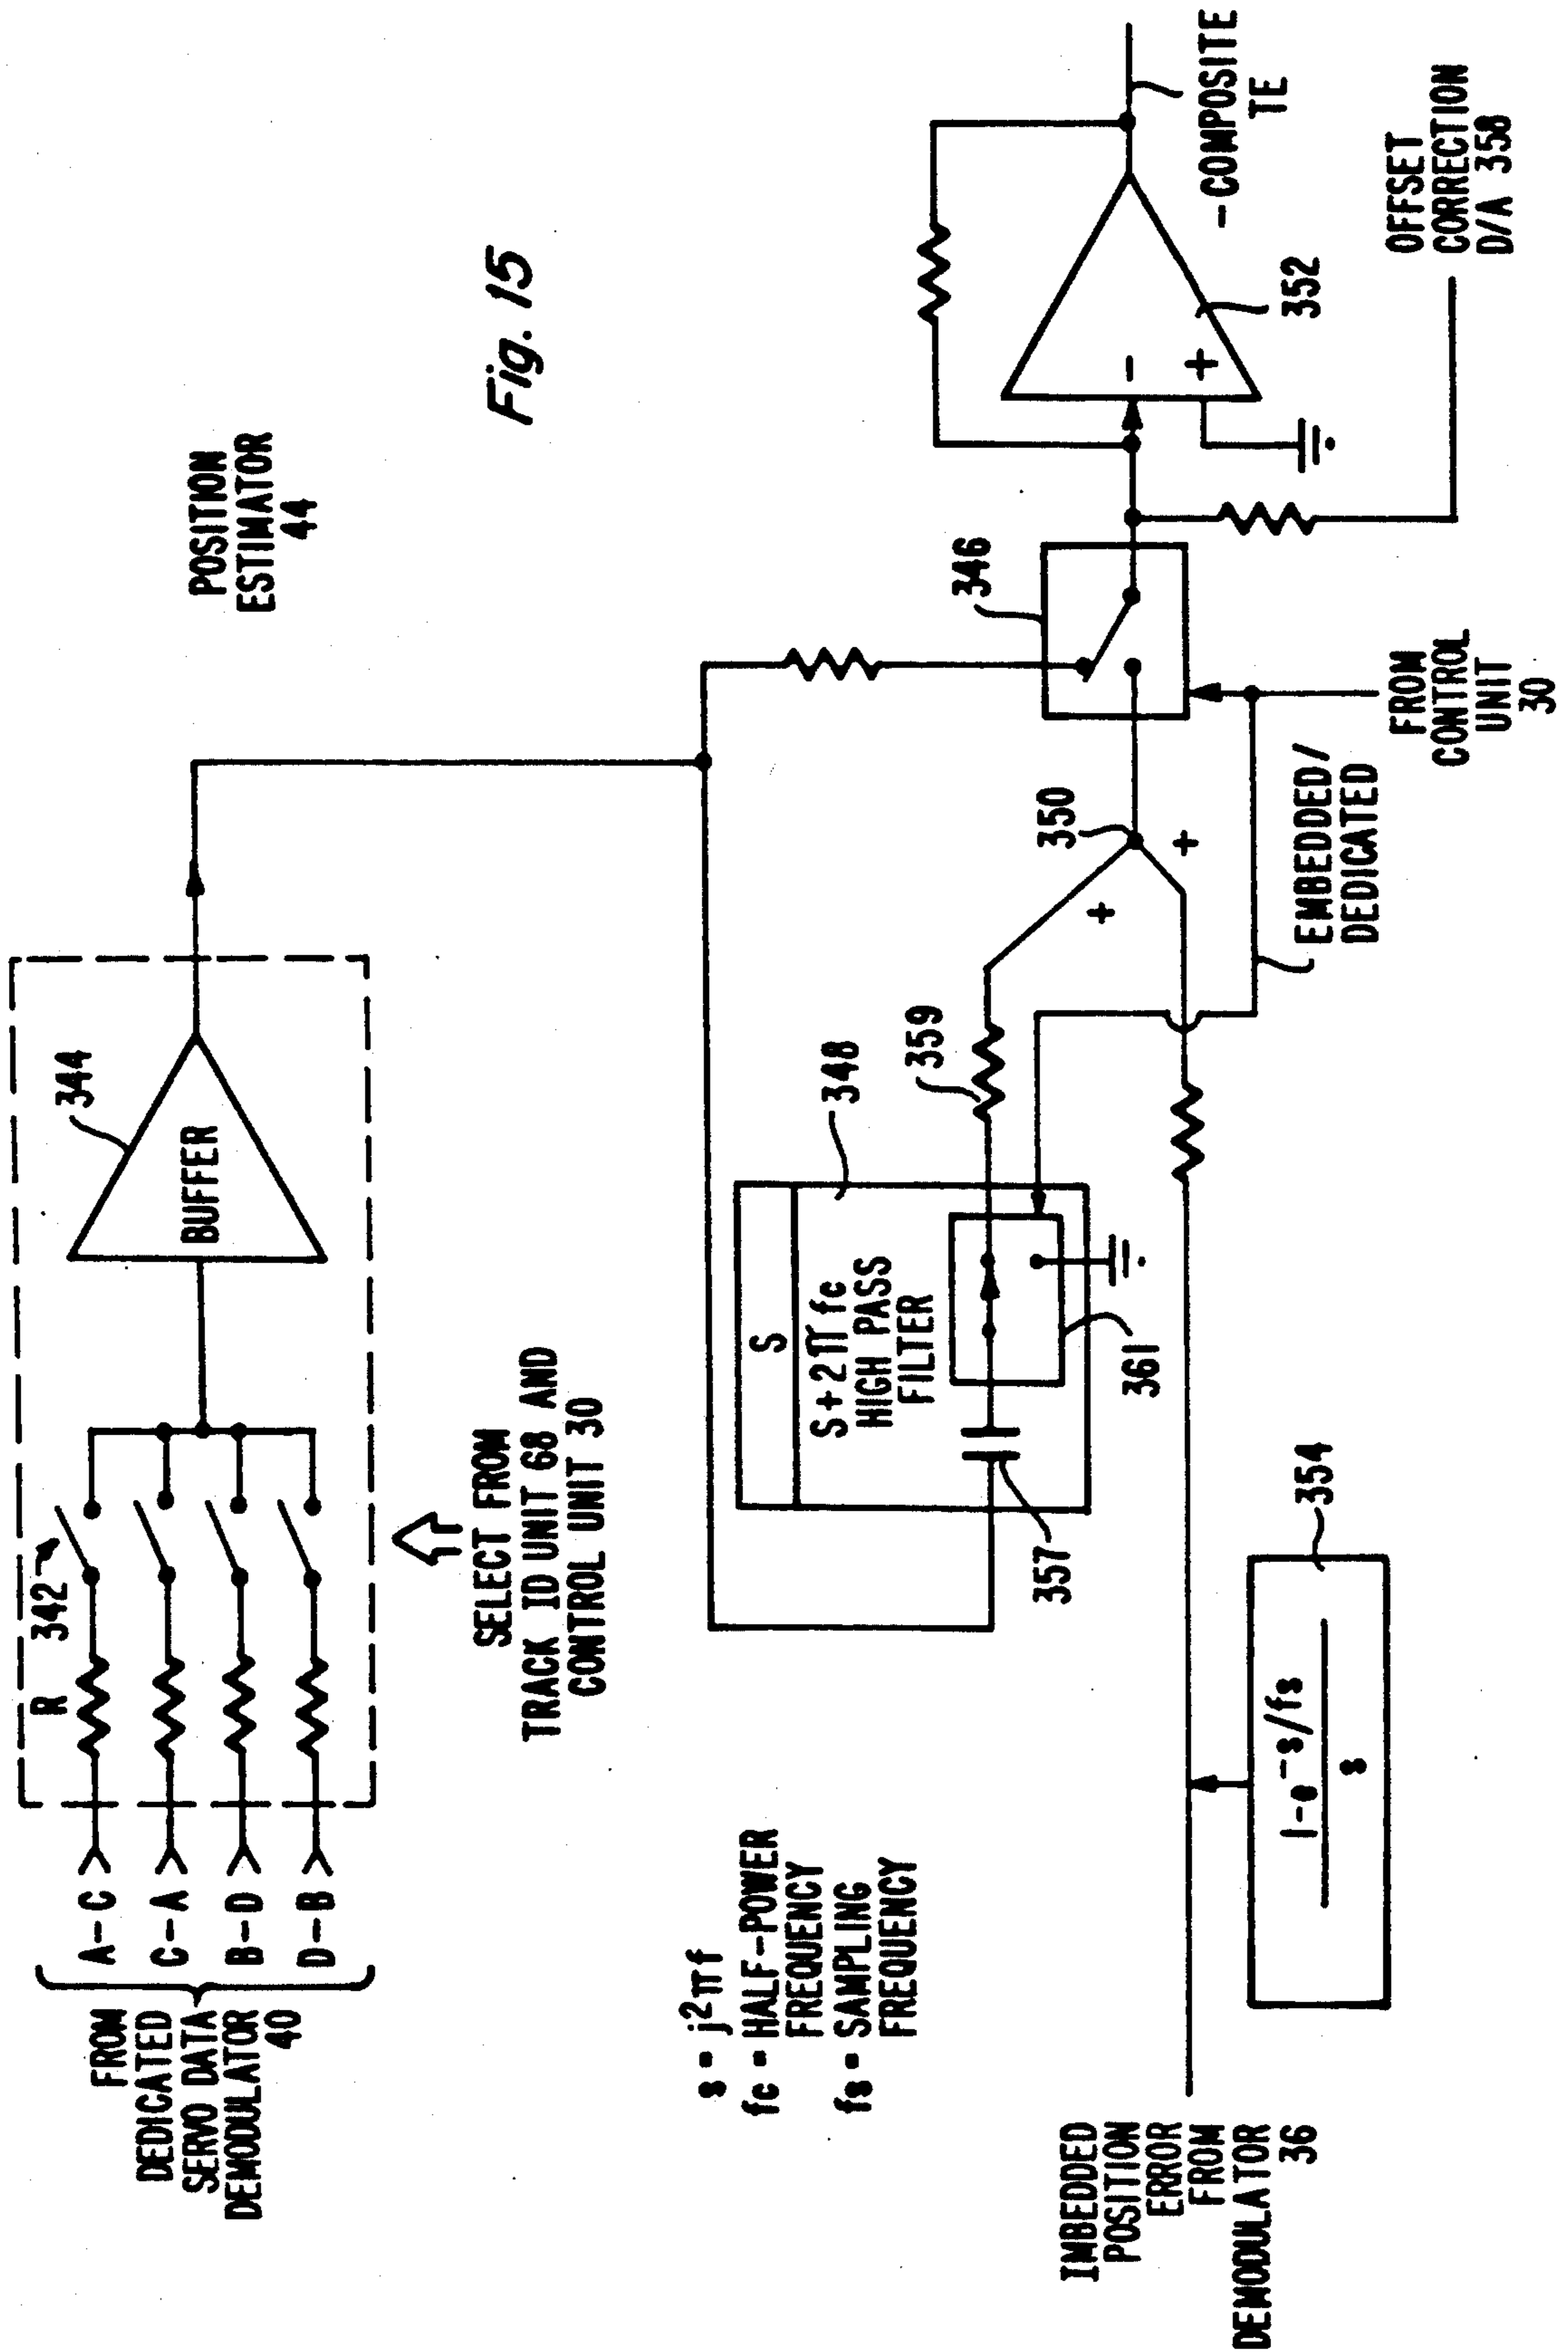 POSITION
ESTIMATOR
44
Fig. 15
FROM
DEDICATED
SERVO DATA
DEMODULATOR
40
A-C
C-A
B-D
D-B
R
342
BUFFER
344
SELECT FROM
TRACK ID UNIT 68 AND
CONTROL UNIT 30
s = j2πf
fc = HALF-POWER
FREQUENCY
fs = SAMPLING
FREQUENCY
S
S+2πfc
HIGH PASS
FILTER
348
357
361
359
350
+
+
346
EMBEDDED/
DEDICATED
FROM
CONTROL
UNIT
30
-
+
352
-COMPOSITE
TE
OFFSET
CORRECTION
D/A 358
IMBEDDED
POSITION
ERROR
FROM
DEMODULATOR
36
1-e-s/fs
s
354